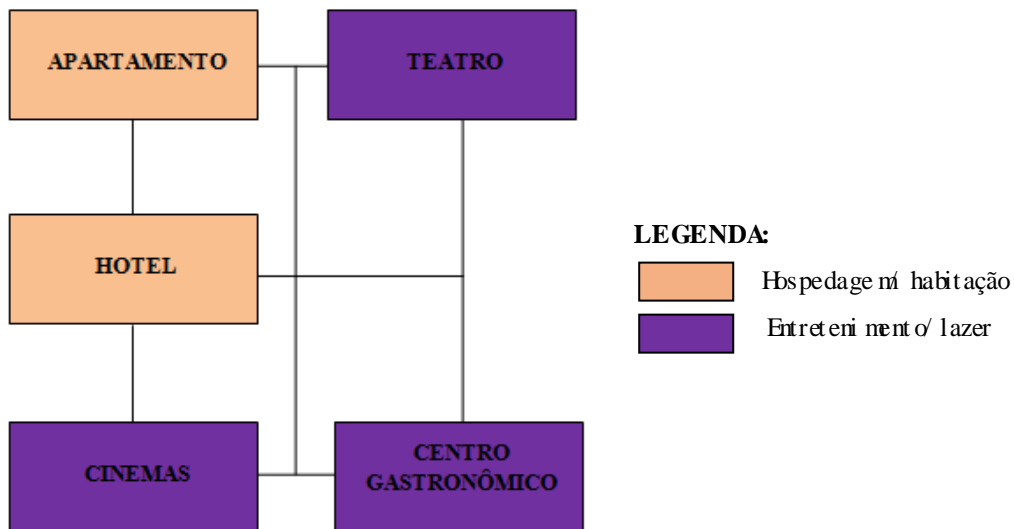 APARTAMENTO
TEATRO
HOTEL
LEGENDA:
Hospedagem/ habitação
Entretenimento/ lazer
CINEMAS
CENTRO
GASTRONÔMICO